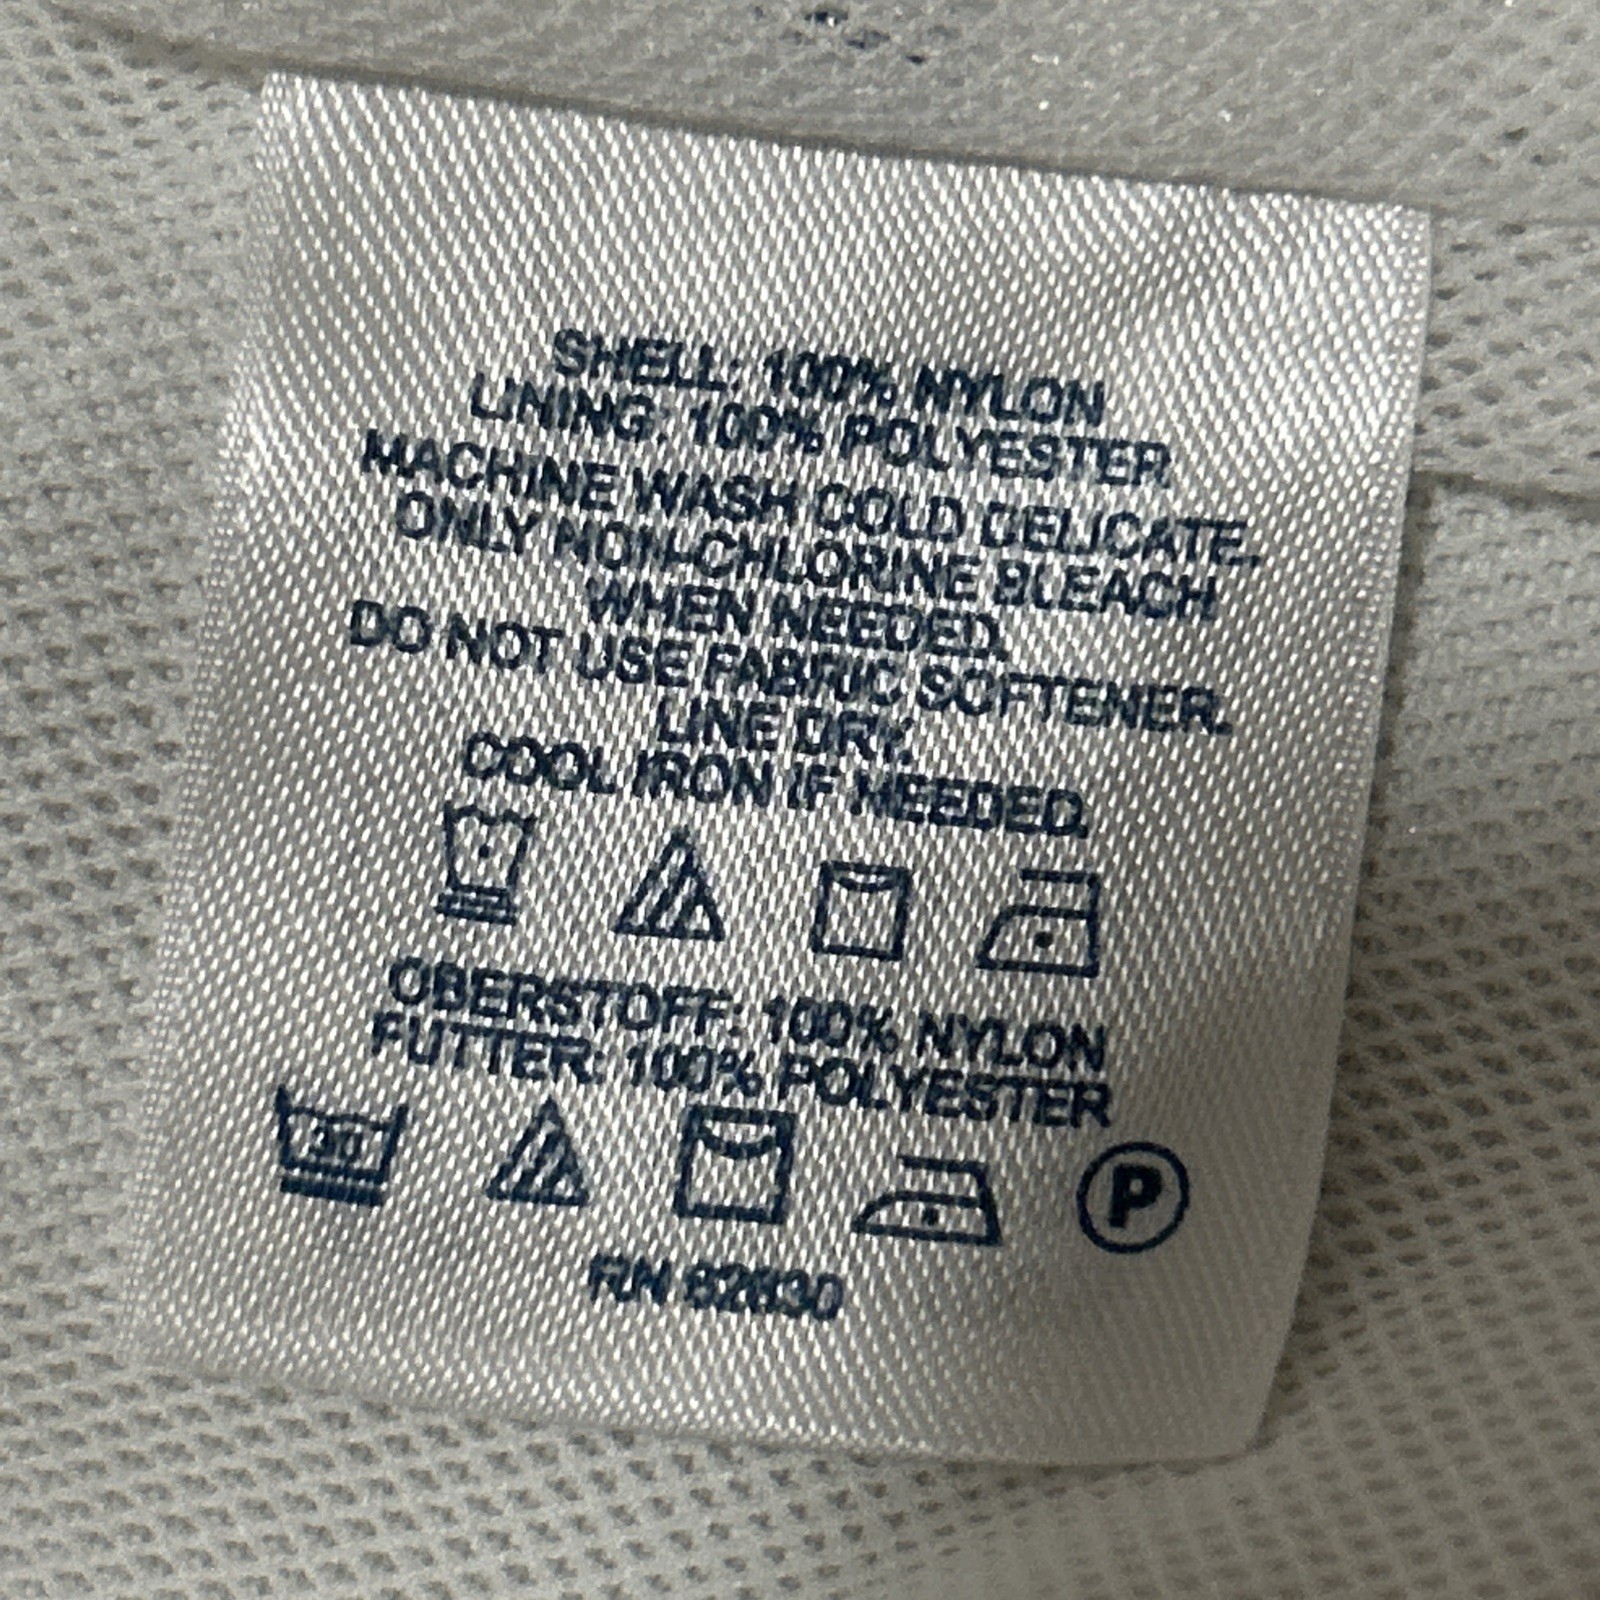 SHELL: 100% NYLON
LINING: 100% POLYESTER
MACHINE WASH COLD DELICATE.
ONLY NON-CHLORINE BLEACH
WHEN NEEDED.
DO NOT USE FABRIC SOFTENER.
LINE DRY.
COOL IRON IF NEEDED.
OBERSTOFF: 100% NYLON
FUTTER: 100% POLYESTER
30 P
RN